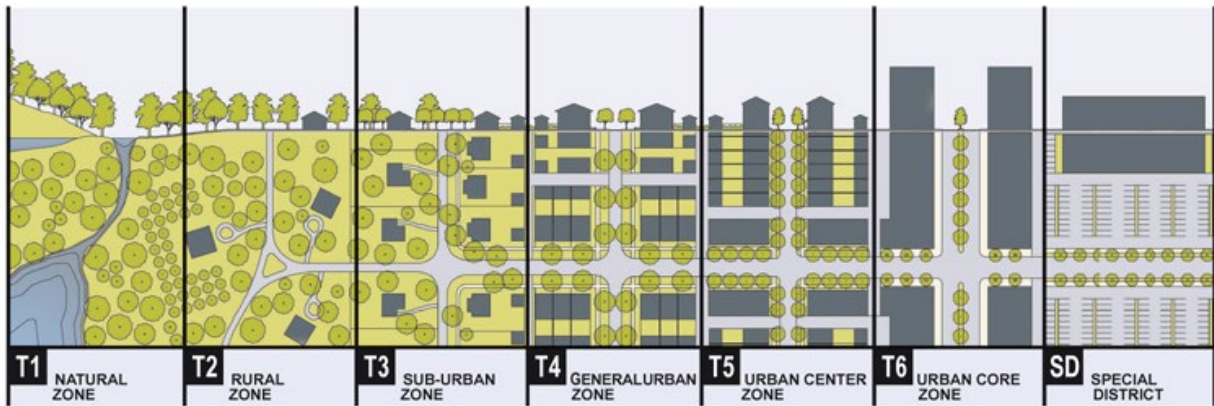 T1 NATURAL
ZONE
T2 RURAL
ZONE
T3 SUB-URBAN
ZONE
T4 GENERALURBAN
ZONE
T5 URBAN CENTER
ZONE
T6 URBAN CORE
ZONE
SD SPECIAL
DISTRICT